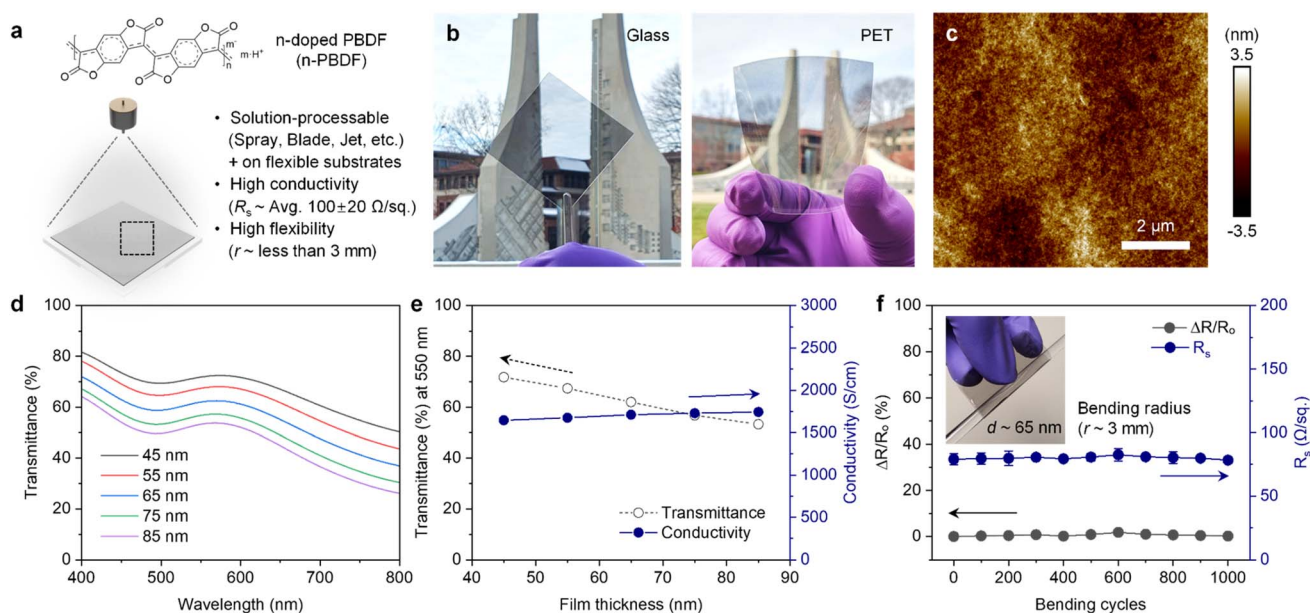 a
O
O
O
O
O
O
O
O
m-
n
m·H+
n-doped PBDF
(n-PBDF)
• Solution-processable
(Spray, Blade, Jet, etc.)
+ on flexible substrates
• High conductivity
(Rs ~ Avg. 100±20 Ω/sq.)
• High flexibility
(r ~ less than 3 mm)
b
Glass
PET
c
2 μm
(nm)
3.5
-3.5
d
Transmittance (%)
100
80
60
40
20
0
45 nm
55 nm
65 nm
75 nm
85 nm
400 500 600 700 800
Wavelength (nm)
e
Transmittance (%) at 550 nm
100
80
60
40
20
0
Transmittance
Conductivity
3000
2500
2000
1500
1000
500
0
Conductivity (S/cm)
40 50 60 70 80 90
Film thickness (nm)
f
ΔR/Ro (%)
100
80
60
40
20
0
d ~ 65 nm
ΔR/Ro
Rs
Bending radius
(r ~ 3 mm)
200
150
100
50
0
Rs (Ω/sq.)
0 200 400 600 800 1000
Bending cycles